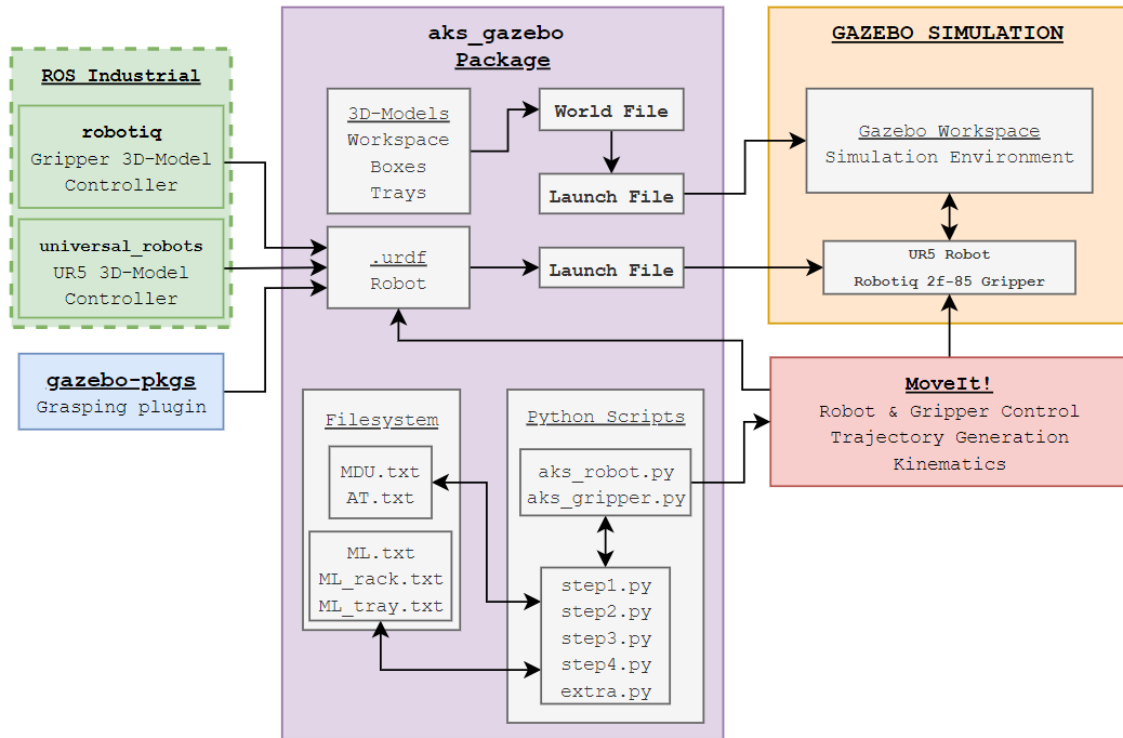 ROS Industrial
robotiq
Gripper 3D-Model
Controller
universal_robots
UR5 3D-Model
Controller
gazebo-pkgs
Grasping plugin
aks_gazebo
Package
3D-Models
Workspace
Boxes
Trays
World File
Launch File
.urdf
Robot
Launch File
Filesystem
MDU.txt
AT.txt
ML.txt
ML_rack.txt
ML_tray.txt
Python Scripts
aks_robot.py
aks_gripper.py
step1.py
step2.py
step3.py
step4.py
extra.py
GAZEBO SIMULATION
Gazebo Workspace
Simulation Environment
UR5 Robot
Robotiq 2f-85 Gripper
MoveIt!
Robot & Gripper Control
Trajectory Generation
Kinematics